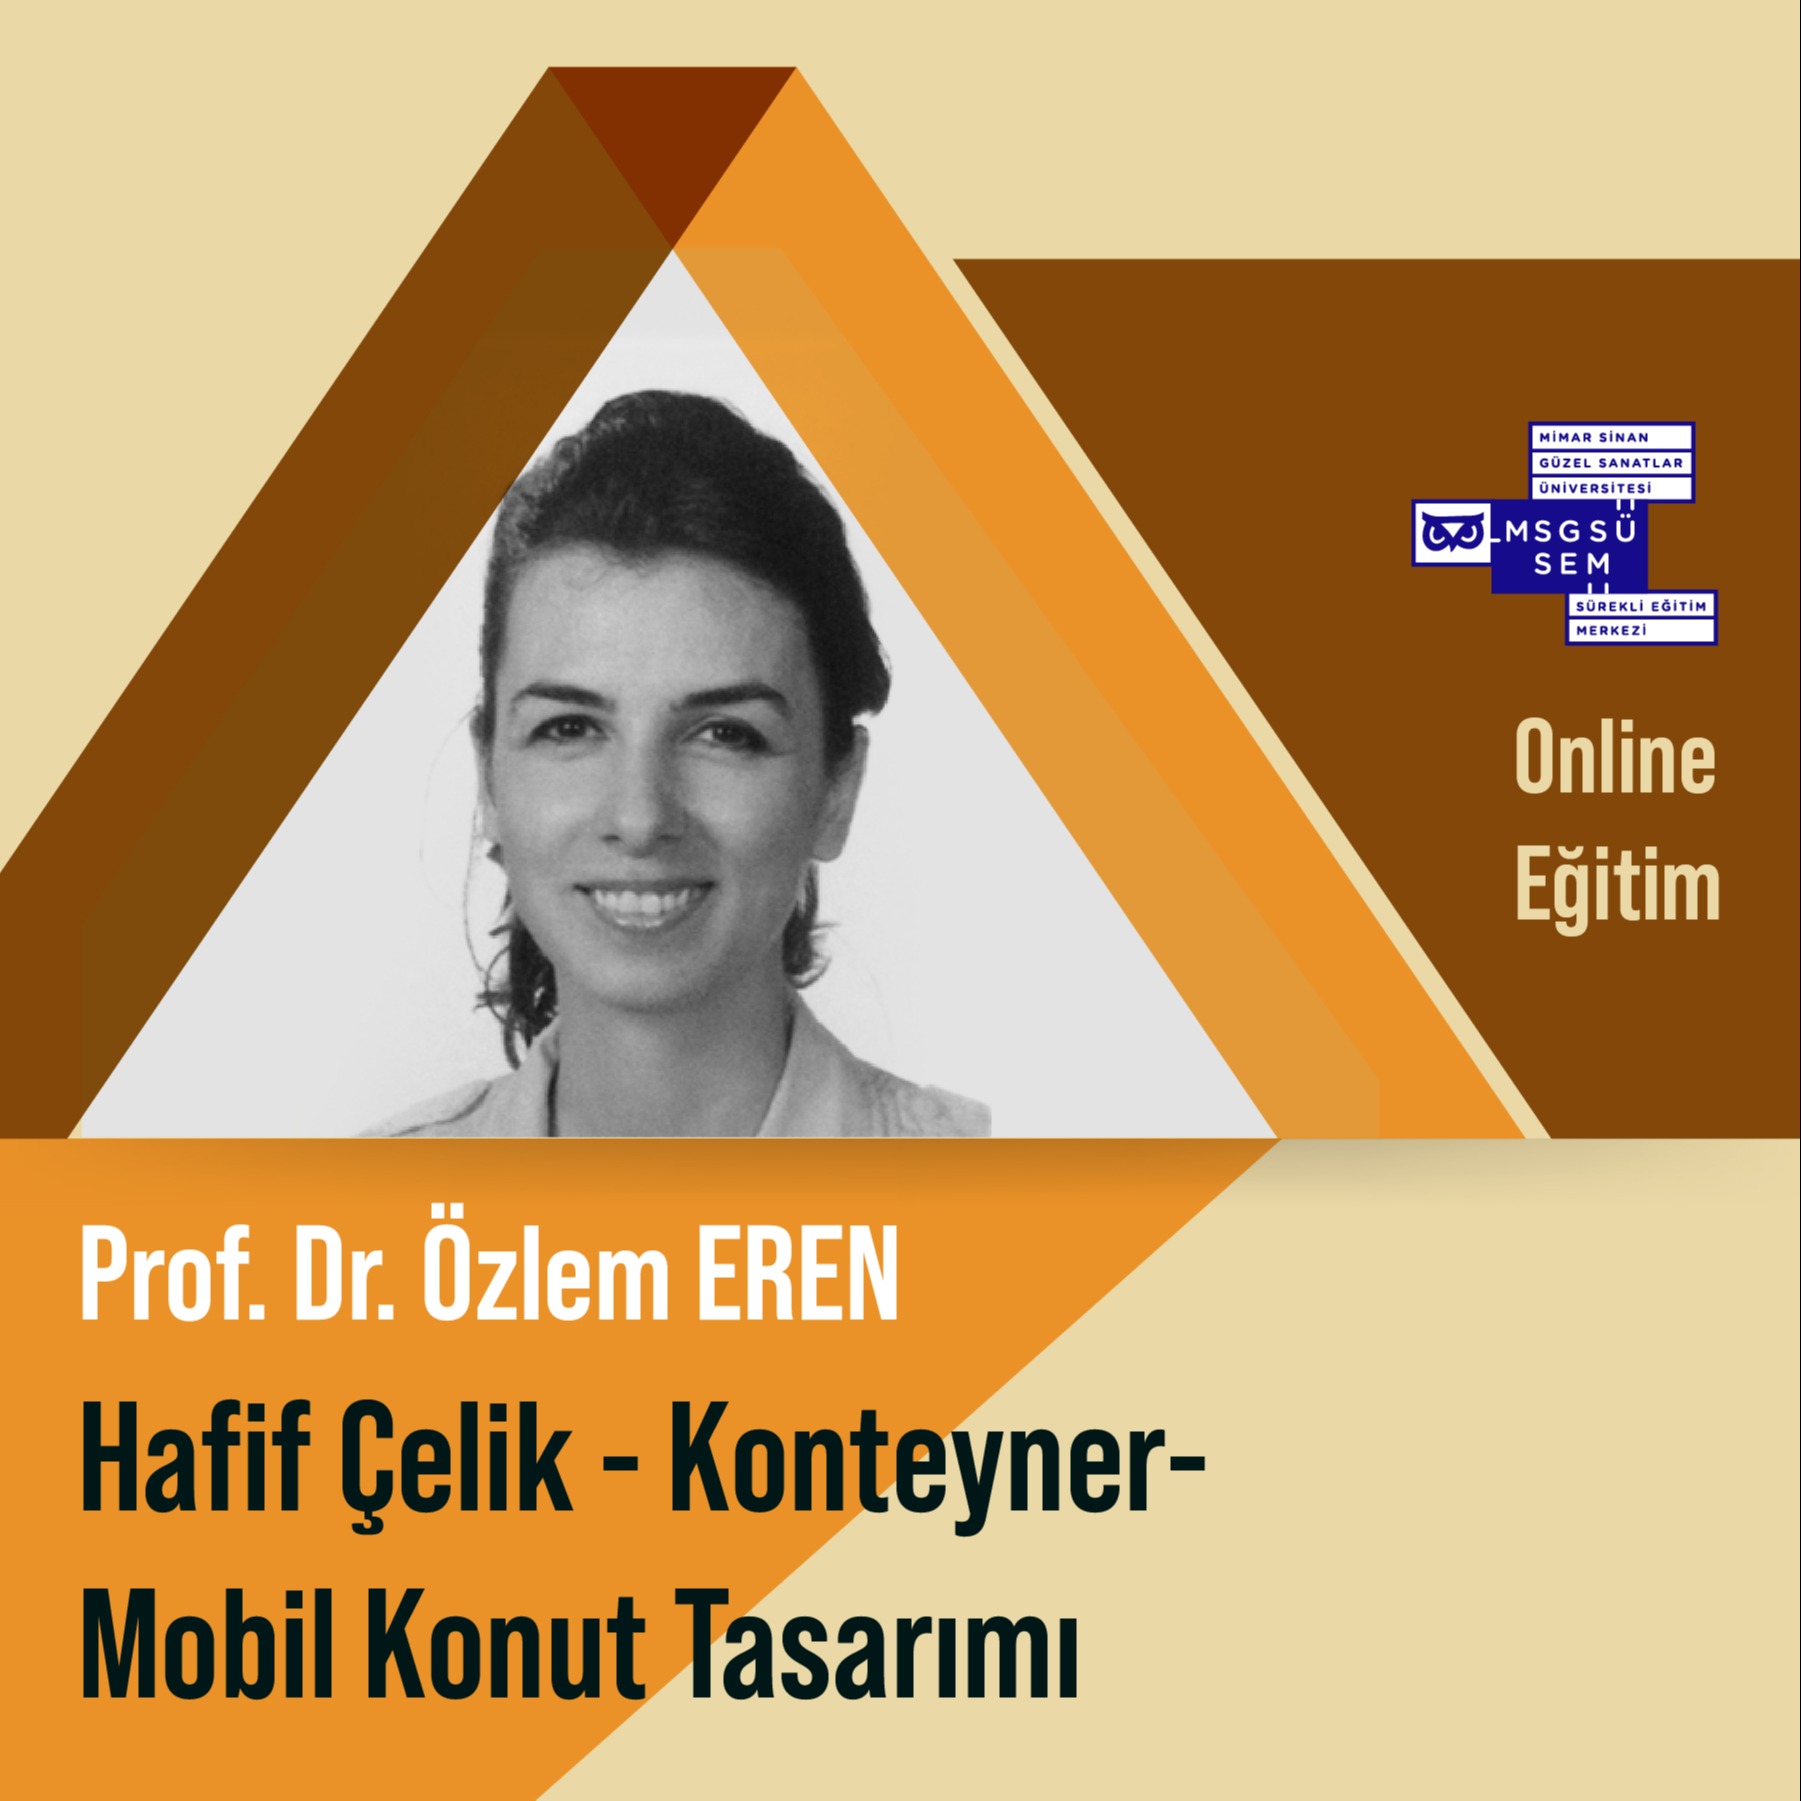 MİMAR SİNAN
GÜZEL SANATLAR
ÜNİVERSİTESİ
MSGSÜ
SEM
SÜREKLİ EĞİTİM
MERKEZİ
Online
Eğitim
Prof. Dr. Özlem EREN
Hafif Çelik - Konteyner-
Mobil Konut Tasarımı